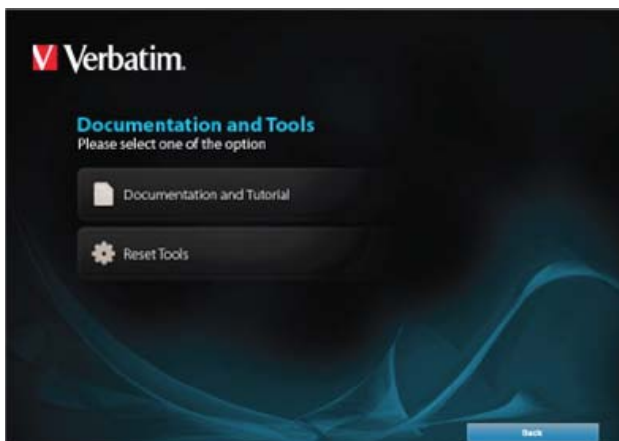 Verbatim.
Documentation and Tools
Please select one of the option
Documentation and Tutorial
Reset Tools
Back